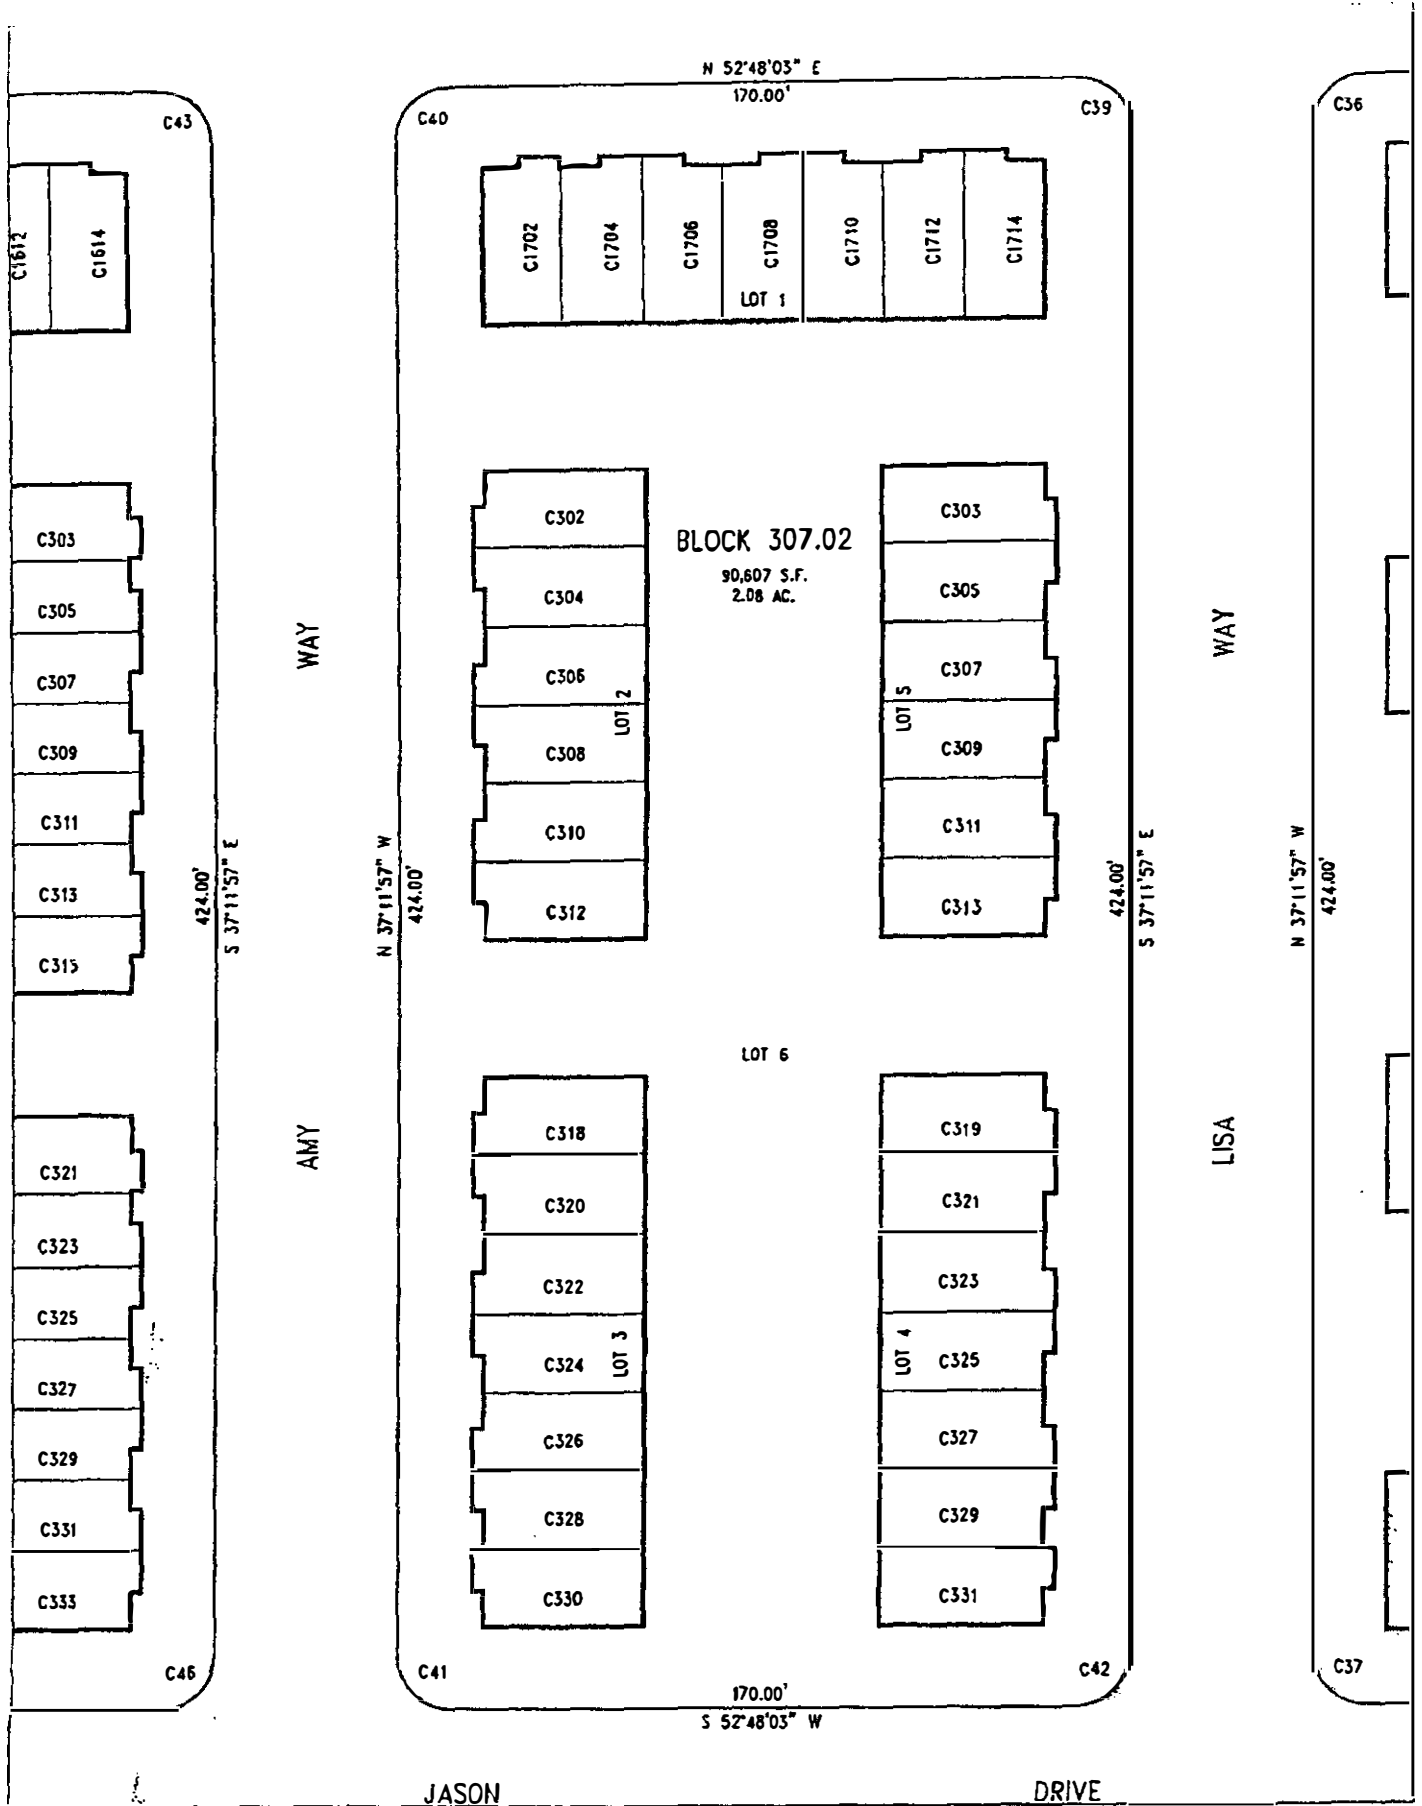 N 52°48'03" E
170.00'
C43
C40
C39
C36
C1612
C1614
C1702
C1704
C1706
C1708
C1710
C1712
C1714
LOT 1
C303
C305
C307
C309
C311
C313
C315
424.00'
S 37°11'57" E
WAY
AMY
N 37°11'57" W
424.00'
C302
C304
C306
C308
C310
C312
LOT 2
BLOCK 307.02
90,607 S.F.
2.08 AC.
C303
C305
C307
C309
C311
C313
LOT 5
424.00'
S 37°11'57" E
WAY
LISA
N 37°11'57" W
424.00'
LOT 6
C321
C323
C325
C327
C329
C331
C333
C318
C320
C322
C324
C326
C328
C330
LOT 3
C319
C321
C323
C325
C327
C329
C331
LOT 4
C46
C41
C42
C37
170.00'
S 52°48'03" W
JASON DRIVE